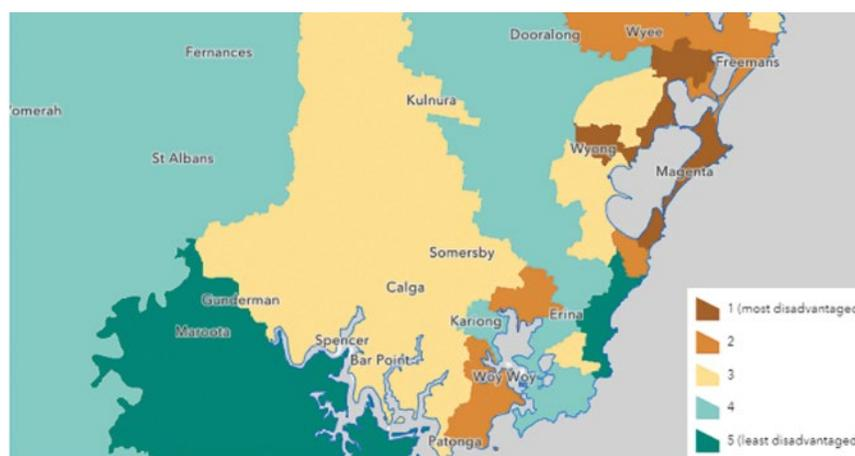 Fernances
Dooralong
Wyee
Freemans
Yomerah
Kulnura
St Albans
Wyong
Magenta
Somersby
Calga
Gunderman
Maroota
Kariong
Erina
Spencer
Bar Point
Woy Woy
Patonga
1 (most disadvantaged
2
3
4
5 (least disadvantaged